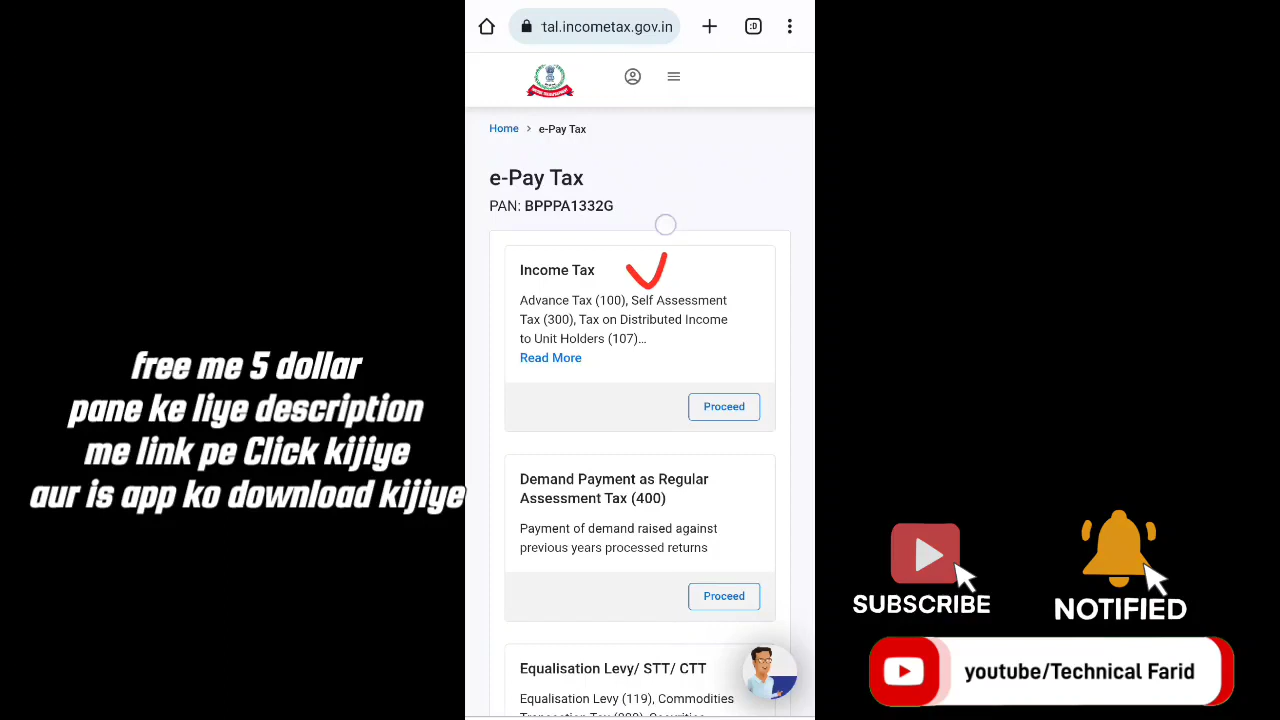 tal.incometax.gov.in
:D
Home > e-Pay Tax
e-Pay Tax
PAN: BPPPA1332G
Income Tax
Advance Tax (100), Self Assessment
Tax (300), Tax on Distributed Income
to Unit Holders (107)...
Read More
Proceed
Demand Payment as Regular
Assessment Tax (400)
Payment of demand raised against
previous years processed returns
Proceed
Equalisation Levy/ STT/ CTT
Equalisation Levy (119), Commodities
free me 5 dollar
pane ke liye description
me link pe Click kijiye
aur is app ko download kijiye
SUBSCRIBE
NOTIFIED
youtube/Technical Farid